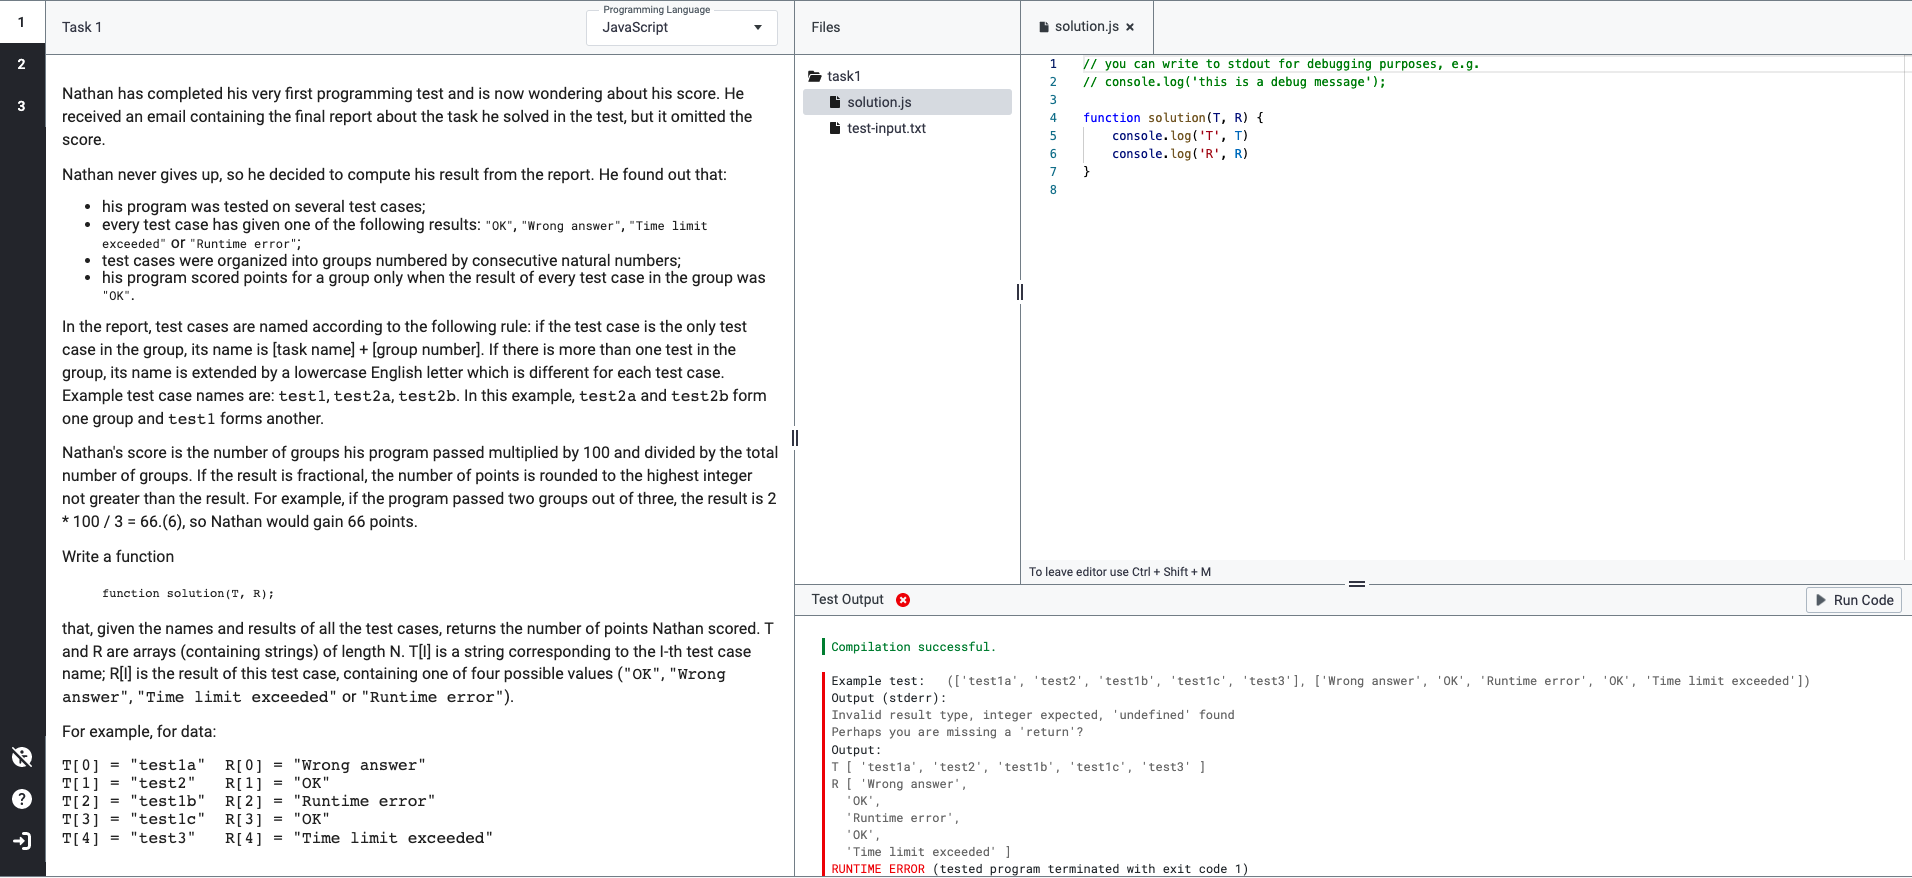 1
2
3
Task 1
Programming Language
JavaScript
Nathan has completed his very first programming test and is now wondering about his score. He
received an email containing the final report about the task he solved in the test, but it omitted the
score.
Nathan never gives up, so he decided to compute his result from the report. He found out that:
• his program was tested on several test cases;
• every test case has given one of the following results: "OK", "Wrong answer", "Time limit
exceeded" or "Runtime error";
• test cases were organized into groups numbered by consecutive natural numbers;
• his program scored points for a group only when the result of every test case in the group was
"OK".
In the report, test cases are named according to the following rule: if the test case is the only test
case in the group, its name is [task name] + [group number]. If there is more than one test in the
group, its name is extended by a lowercase English letter which is different for each test case.
Example test case names are: test1, test2a, test2b. In this example, test2a and test2b form
one group and test1 forms another.
Nathan's score is the number of groups his program passed multiplied by 100 and divided by the total
number of groups. If the result is fractional, the number of points is rounded to the highest integer
not greater than the result. For example, if the program passed two groups out of three, the result is 2
* 100 / 3 = 66.(6), so Nathan would gain 66 points.
Write a function
function solution(T, R);
that, given the names and results of all the test cases, returns the number of points Nathan scored. T
and R are arrays (containing strings) of length N. T[I] is a string corresponding to the I-th test case
name; R[I] is the result of this test case, containing one of four possible values ("OK", "Wrong
answer", "Time limit exceeded" or "Runtime error").
For example, for data:
T[0] = "test1a" R[0] = "Wrong answer"
T[1] = "test2" R[1] = "OK"
T[2] = "test1b" R[2] = "Runtime error"
T[3] = "test1c" R[3] = "OK"
T[4] = "test3" R[4] = "Time limit exceeded"
Files
task1
solution.js
test-input.txt
solution.js ×
1 // you can write to stdout for debugging purposes, e.g.
2 // console.log('this is a debug message');
3
4 function solution(T, R) {
5 console.log('T', T)
6 console.log('R', R)
7 }
8
To leave editor use Ctrl + Shift + M
Test Output
Run Code
Compilation successful.
Example test: (['test1a', 'test2', 'test1b', 'test1c', 'test3'], ['Wrong answer', 'OK', 'Runtime error', 'OK', 'Time limit exceeded'])
Output (stderr):
Invalid result type, integer expected, 'undefined' found
Perhaps you are missing a 'return'?
Output:
T [ 'test1a', 'test2', 'test1b', 'test1c', 'test3' ]
R [ 'Wrong answer',
'OK',
'Runtime error',
'OK',
'Time limit exceeded' ]
RUNTIME ERROR (tested program terminated with exit code 1)